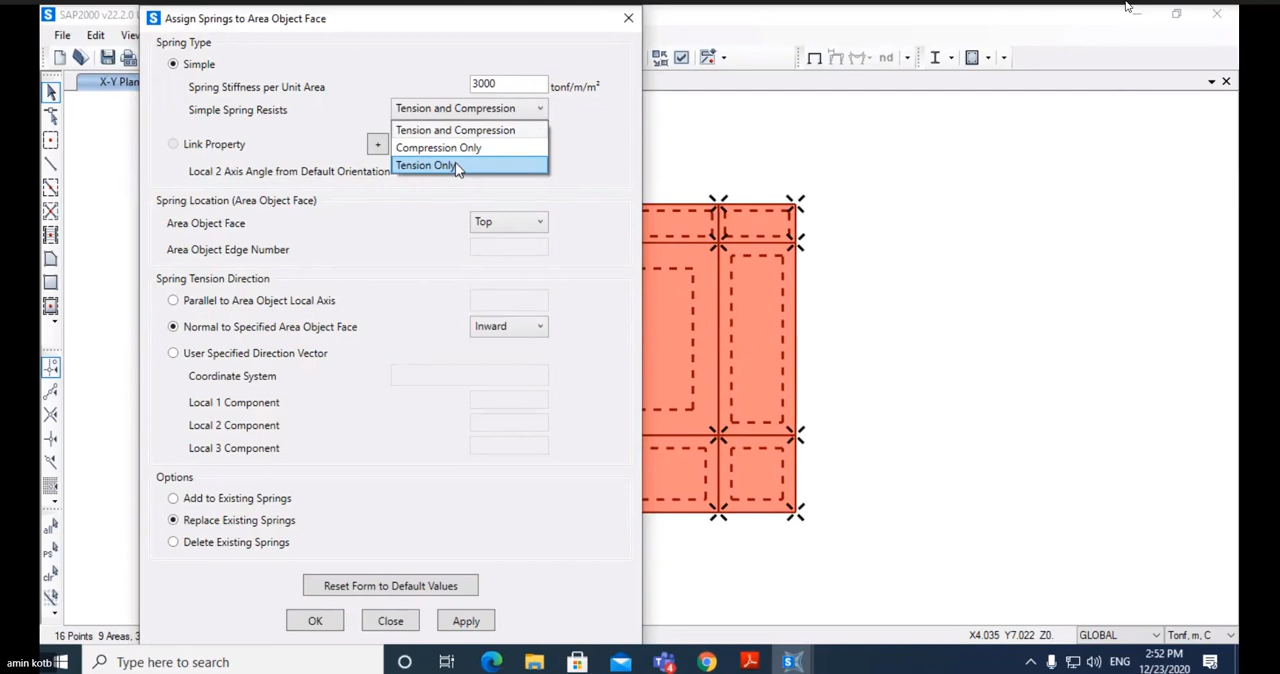 SAP2000 v22.2.0
Assign Springs to Area Object Face
File Edit
X-Y Plan
nd
Spring Type
Simple
Spring Stiffness per Unit Area 3000 tonf/m/m²
Simple Spring Resists Tension and Compression
Tension and Compression
Compression Only
Tension Only
Link Property +
Local 2 Axis Angle from Default Orientation
Spring Location (Area Object Face)
Area Object Face Top
Area Object Edge Number
Spring Tension Direction
Parallel to Area Object Local Axis
Normal to Specified Area Object Face Inward
User Specified Direction Vector
Coordinate System
Local 1 Component
Local 2 Component
Local 3 Component
Options
Add to Existing Springs
Replace Existing Springs
Delete Existing Springs
Reset Form to Default Values
OK Close Apply
all
PS
clr
16 Points 9 Areas, 3
X4.035 Y7.022 Z0. GLOBAL Tonf, m, C
amin kotb
Type here to search
ENG
2:52 PM
12/23/2020